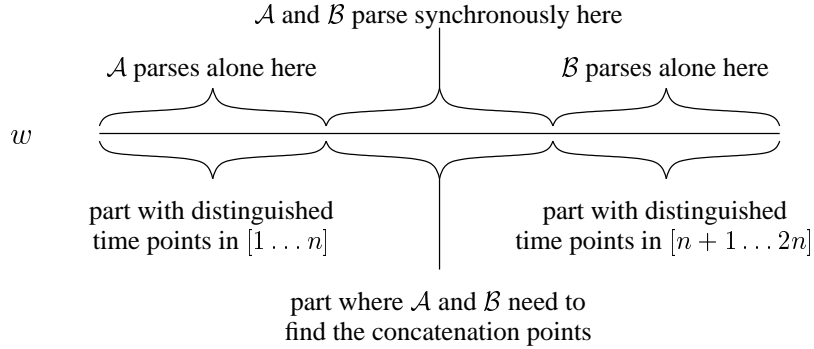 𝒜 and ℬ parse synchronously here
𝒜 parses alone here
ℬ parses alone here
w
part with distinguished
time points in [1 … n]
part with distinguished
time points in [n + 1 … 2n]
part where 𝒜 and ℬ need to
find the concatenation points